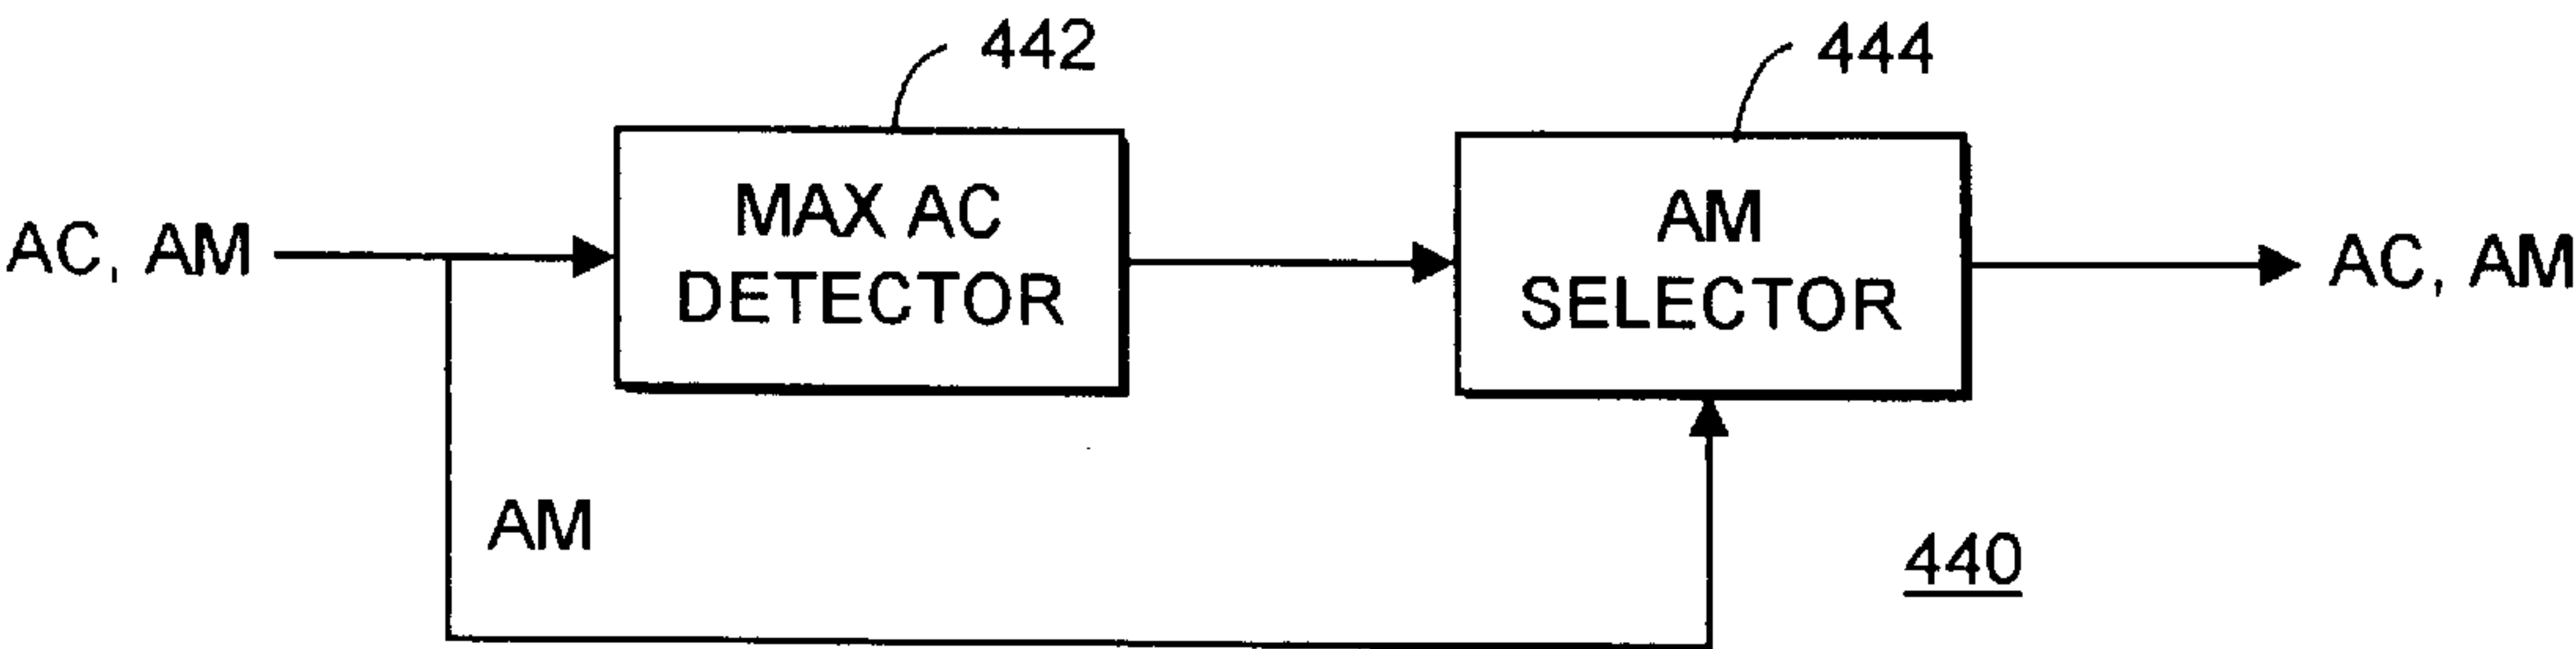 442
444
AC, AM
MAX AC
DETECTOR
AM
SELECTOR
AC, AM
AM
440